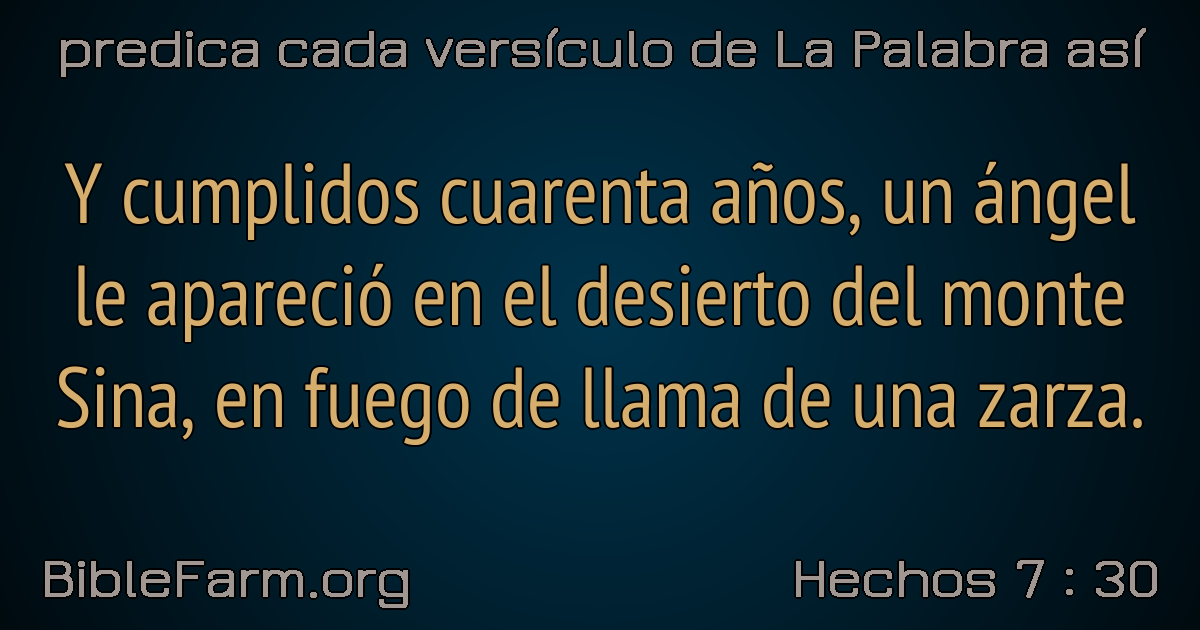 predica cada versículo de La Palabra así
Y cumplidos cuarenta años, un ángel
le apareció en el desierto del monte
Sina, en fuego de llama de una zarza.
BibleFarm.org
Hechos 7 : 30